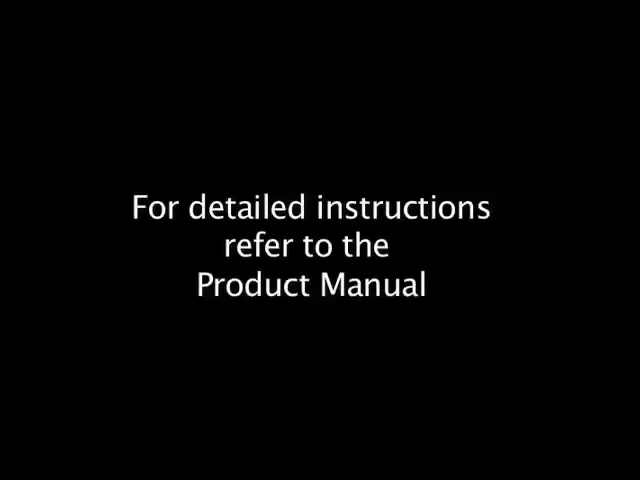 For detailed instructions
refer to the
Product Manual